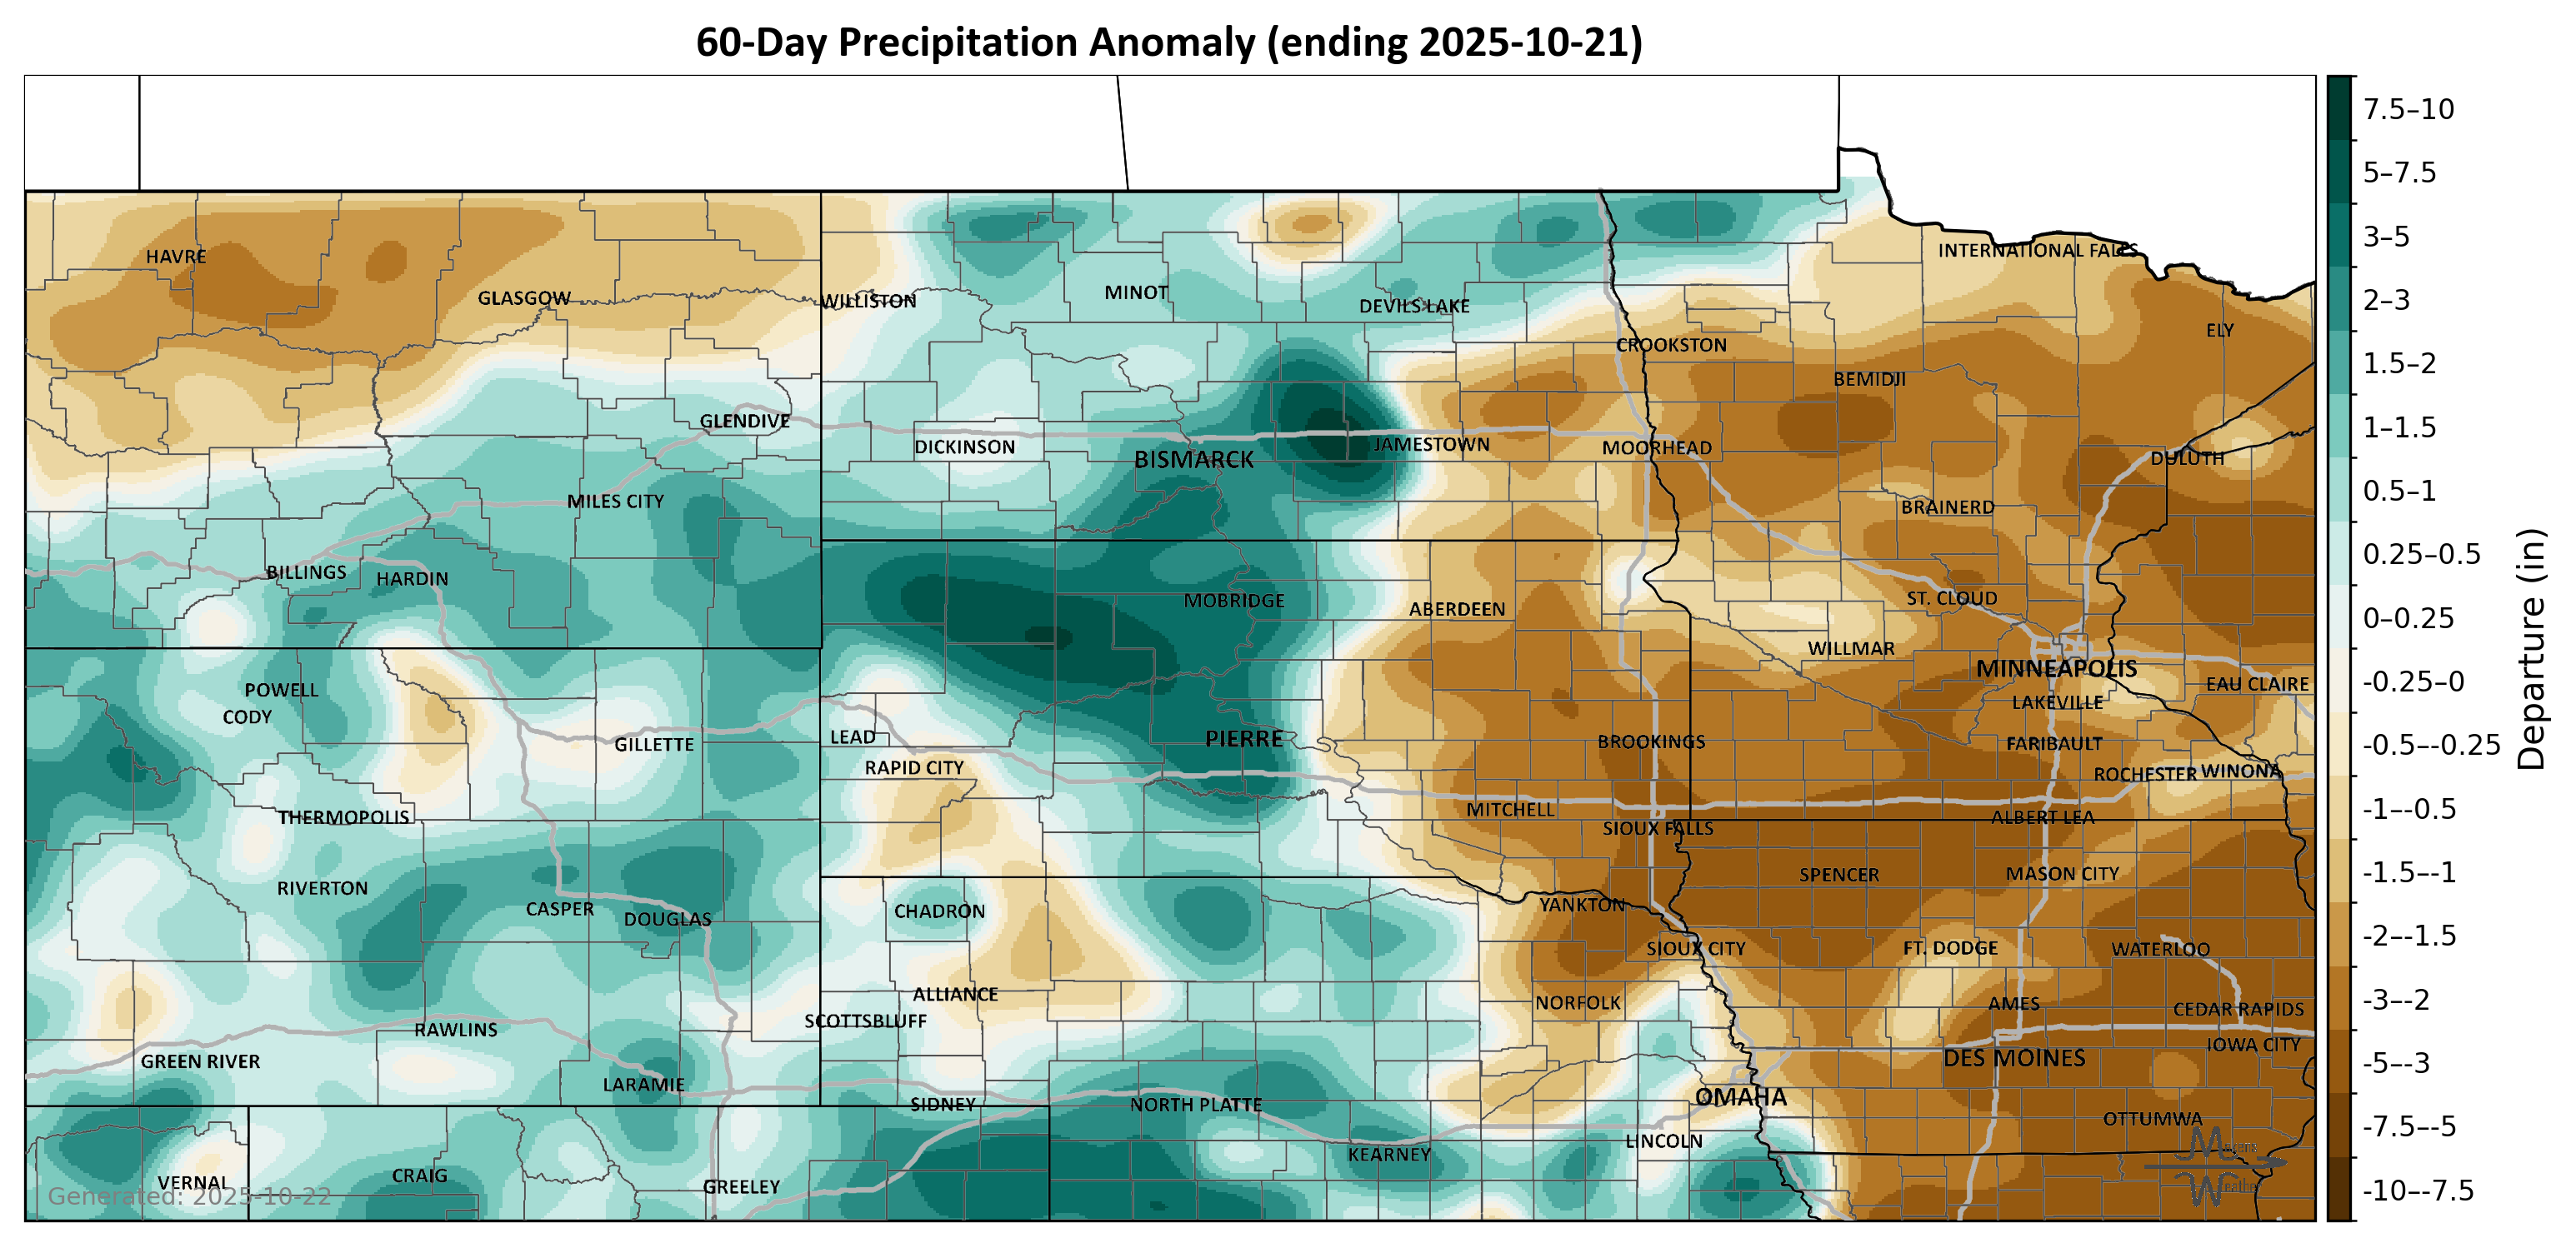 60-Day Precipitation Anomaly (ending 2025-10-21)
HAVRE
GLASGOW
WILLISTON
MINOT
DEVILS LAKE
INTERNATIONAL FALLS
ELY
CROOKSTON
BEMIDJI
GLENDIVE
DICKINSON
BISMARCK
JAMESTOWN
MOORHEAD
DULUTH
MILES CITY
BRAINERD
BILLINGS
HARDIN
MOBRIDGE
ABERDEEN
ST. CLOUD
WILLMAR
MINNEAPOLIS
EAU CLAIRE
POWELL
CODY
LAKEVILLE
GILLETTE
LEAD
PIERRE
BROOKINGS
FARIBAULT
RAPID CITY
ROCHESTER
WINONA
THERMOPOLIS
MITCHELL
SIOUX FALLS
ALBERT LEA
RIVERTON
CASPER
DOUGLAS
CHADRON
YANKTON
SPENCER
MASON CITY
SIOUX CITY
FT. DODGE
WATERLOO
ALLIANCE
SCOTTSBLUFF
NORFOLK
AMES
CEDAR RAPIDS
RAWLINS
GREEN RIVER
LARAMIE
DES MOINES
IOWA CITY
SIDNEY
NORTH PLATTE
OMAHA
OTTUMWA
LINCOLN
KEARNEY
VERNAL
CRAIG
GREELEY
Generated: 2025-10-22
Myers
Weather
7.5–10
5–7.5
3–5
2–3
1.5–2
1–1.5
0.5–1
0.25–0.5
0–0.25
-0.25–0
-0.5–-0.25
-1–-0.5
-1.5–-1
-2–-1.5
-3–-2
-5–-3
-7.5–-5
-10–-7.5
Departure (in)